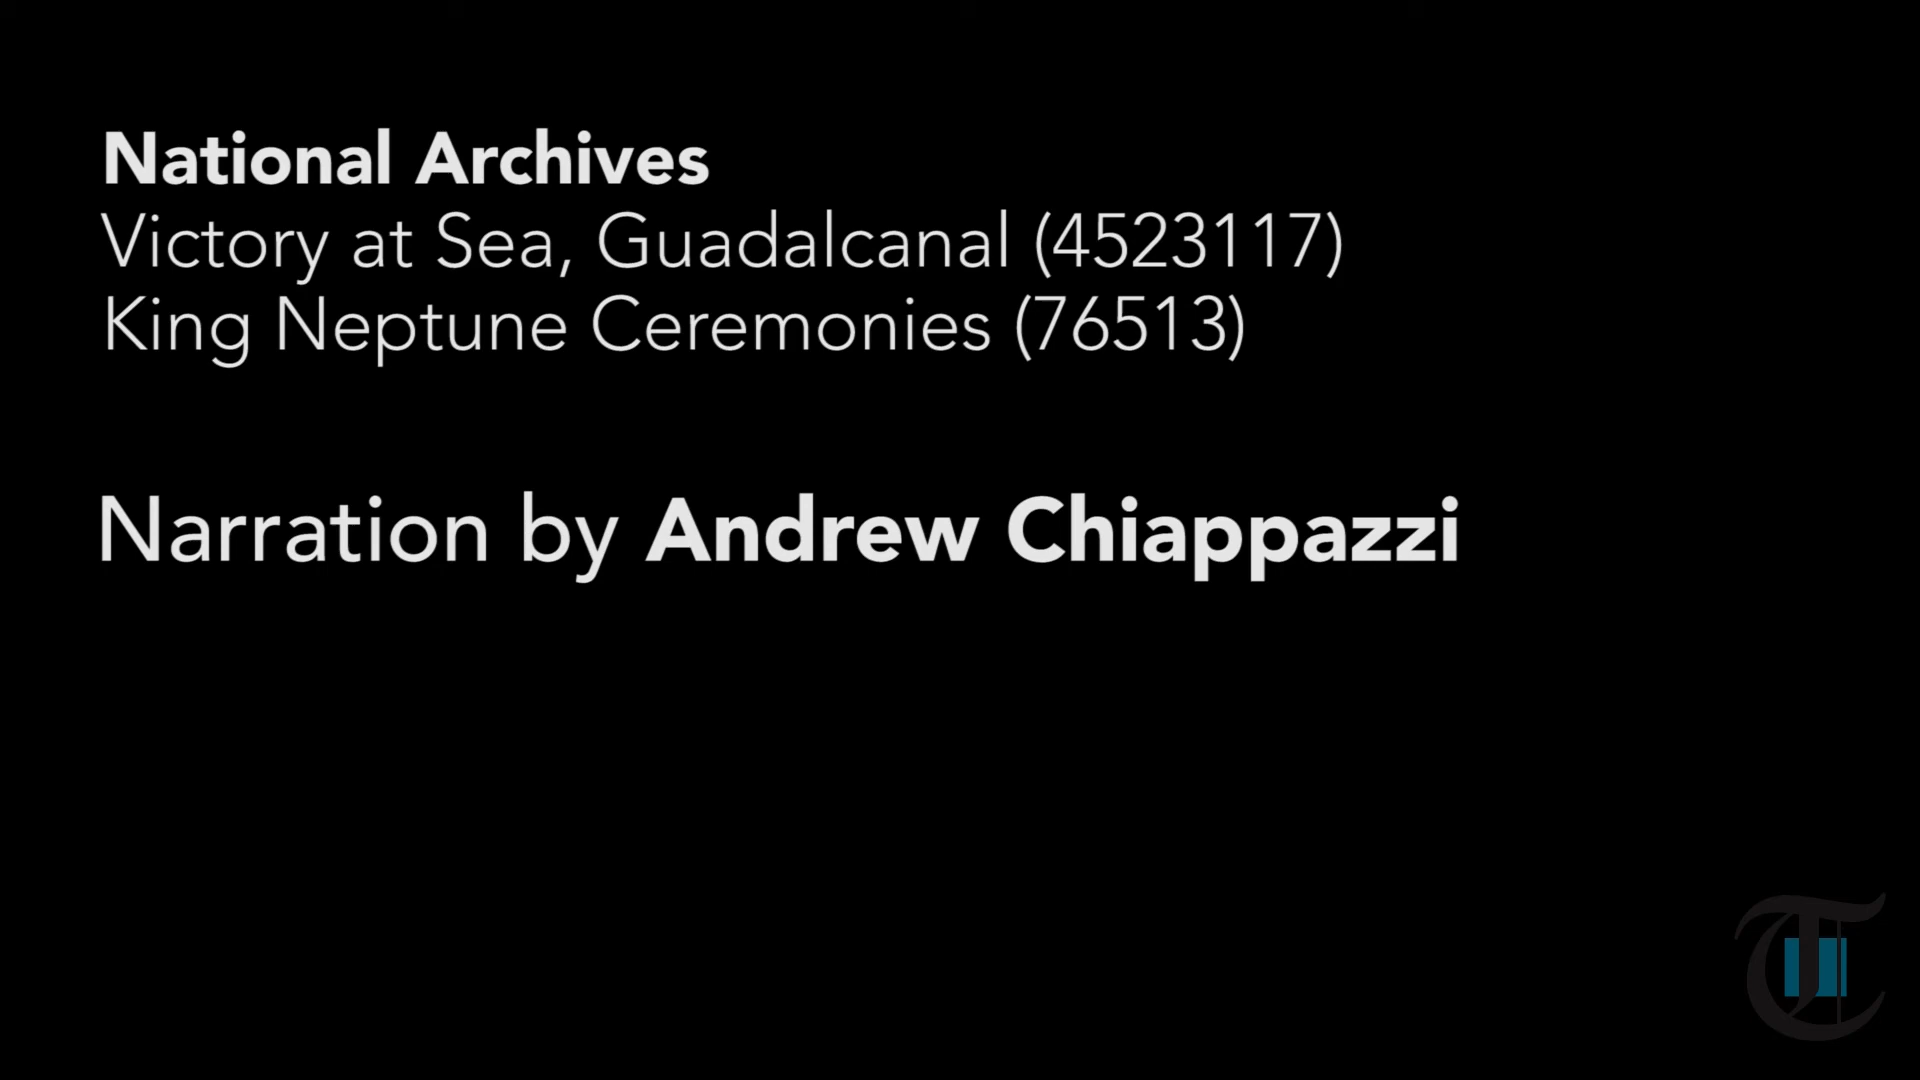 National Archives
Victory at Sea, Guadalcanal (4523117)
King Neptune Ceremonies (76513)
Narration by Andrew Chiappazzi
T